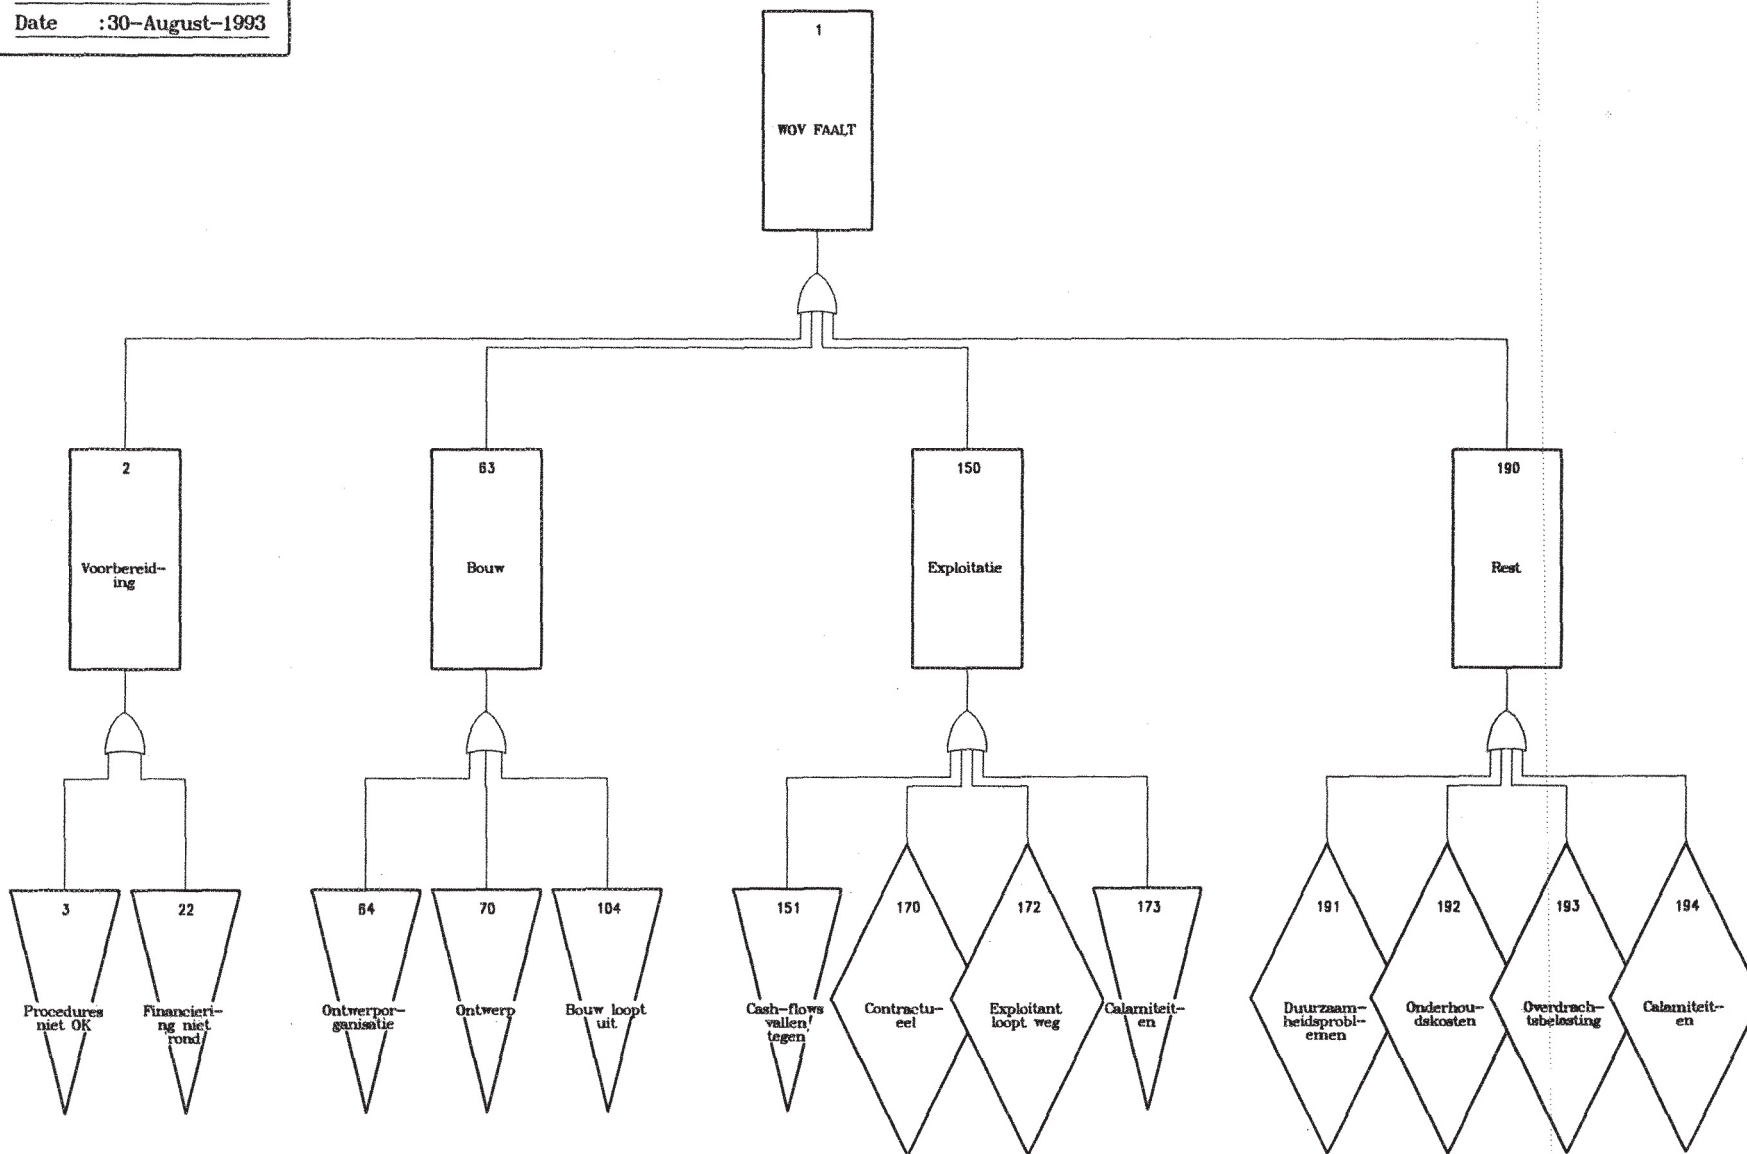 Date :30-August-1993
1
WOV FAALT
2
Voorbereid-
ing
63
Bouw
150
Exploitatie
190
Rest
3
Procedures
niet OK
22
Financieri-
ng niet
rond
64
Ontwerpor-
ganisatie
70
Ontwerp
104
Bouw loopt
uit
151
Cash-flows
vallen
tegen
170
Contractu-
eel
172
Exploitant
loopt weg
173
Calamiteit-
en
191
Duurzaam-
heidsprobl-
emen
192
Onderhou-
dskosten
193
Overdrach-
tsbelasting
194
Calamiteit-
en